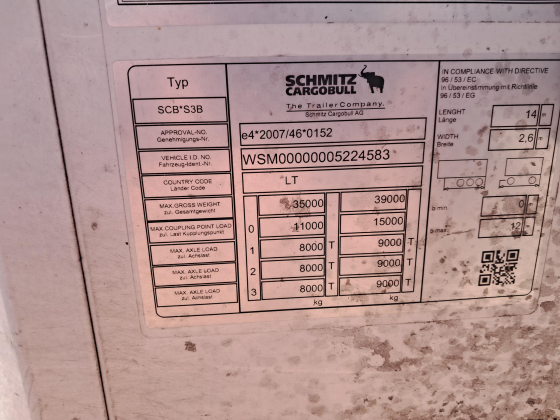 Typ
SCB*S3B
APPROVAL-NO.
Genehmigungs-Nr.
VEHICLE I.D. NO.
Fahrzeug-Ident.-Nr.
COUNTRY CODE
Länder Code
MAX.GROSS WEIGHT
zul. Gesamtgewicht
MAX.COUPLING POINT LOAD
zul. Last Kupplungspunkt
MAX. AXLE LOAD
zul. Achslast
MAX. AXLE LOAD
zul. Achslast
MAX. AXLE LOAD
zul. Achslast
SCHMITZ
CARGOBULL
The Trailer Company.
Schmitz Cargobull AG
e4*2007/46*0152
WSM00000005224583
LT
35000 39000
0 11000 15000
1 8000 T 9000 T
2 8000 T 9000 T
3 8000 T 9000 T
kg kg
IN COMPLIANCE WITH DIRECTIVE
96 / 53 / EC
in Übereinstimmung mit Richtlinie
96 / 53 / EG
LENGHT
Länge
14
WIDTH
Breite
2,6 m
b min. 0
b max. 12